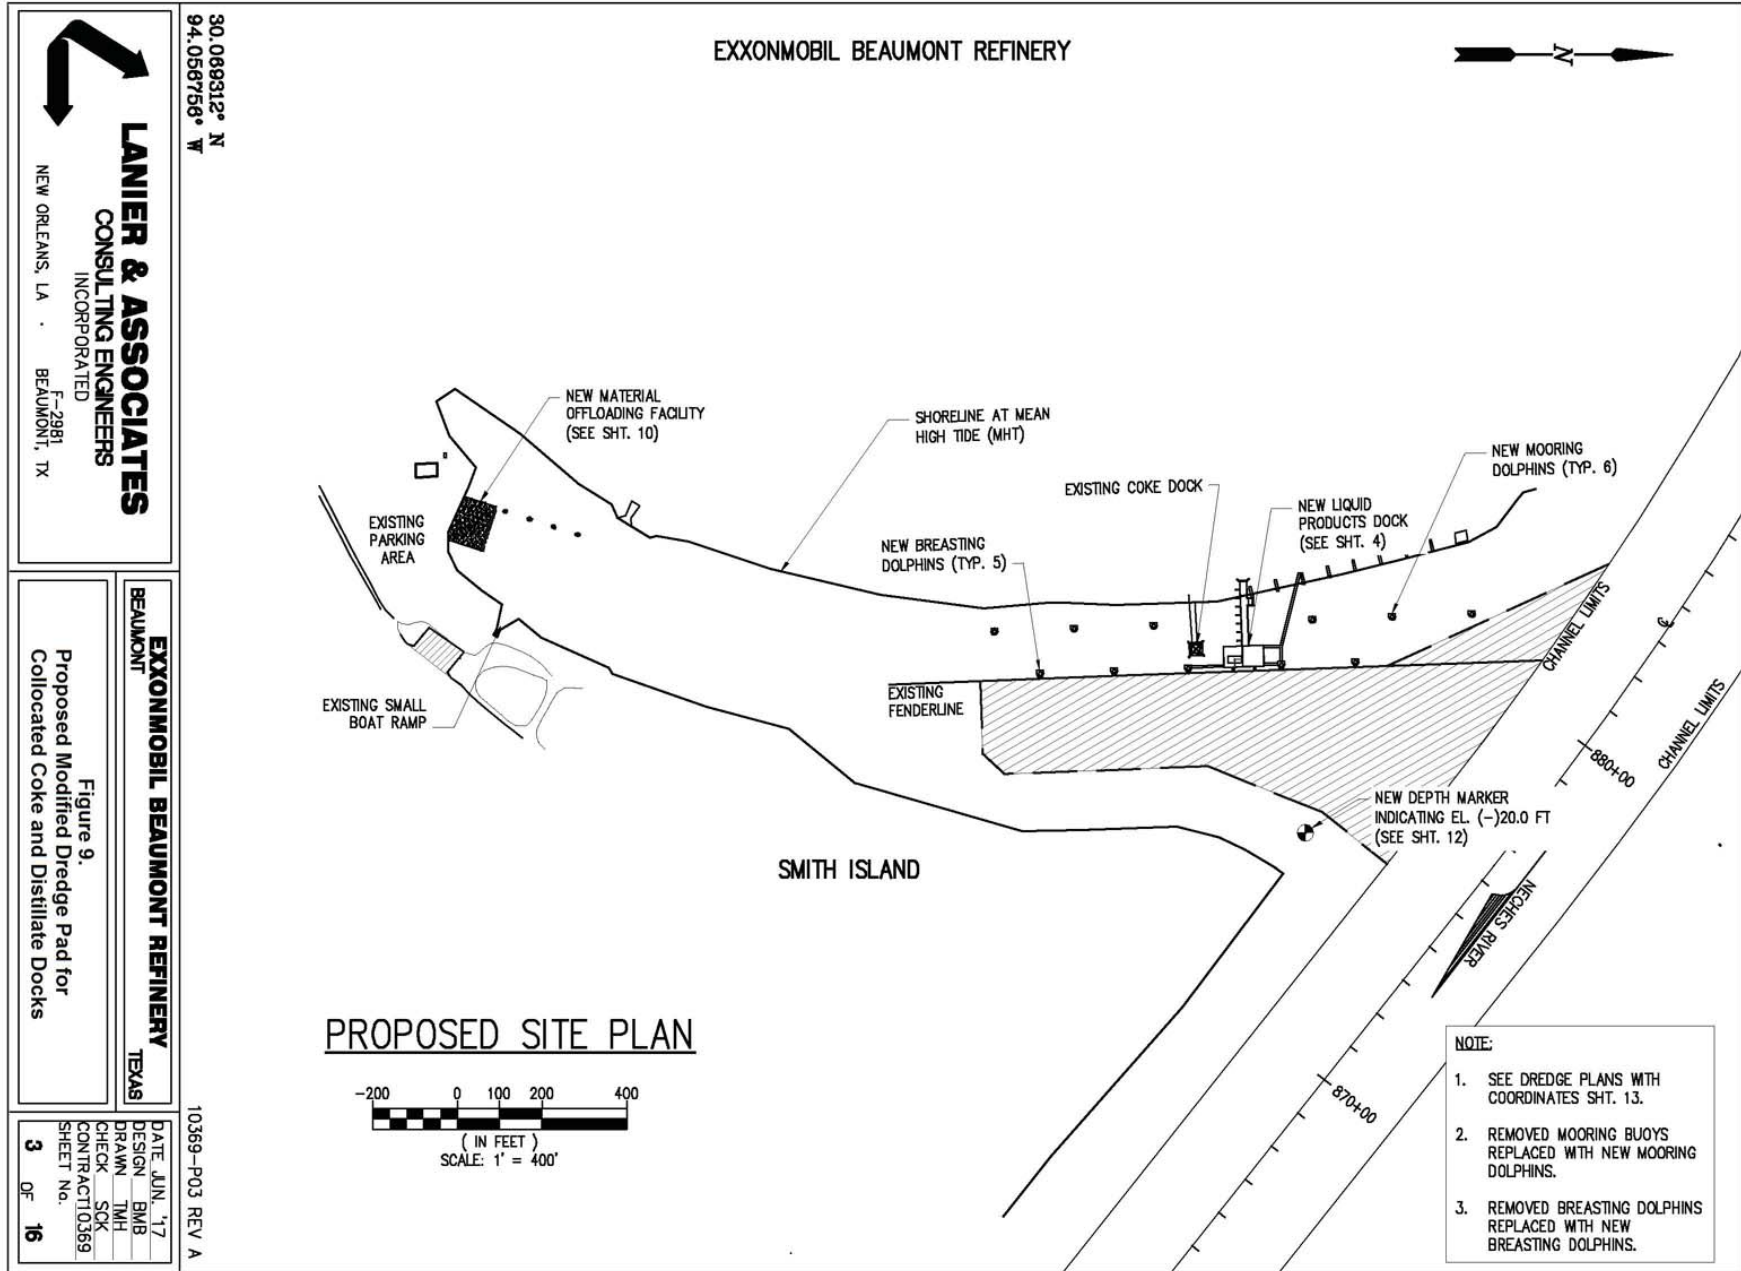 EXXONMOBIL BEAUMONT REFINERY
N
30.069312° N
94.056756° W
LANIER & ASSOCIATES
CONSULTING ENGINEERS
INCORPORATED
F-2981
NEW ORLEANS, LA · BEAUMONT, TX
EXXONMOBIL BEAUMONT REFINERY
BEAUMONT TEXAS
Figure 9.
Proposed Modified Dredge Pad for
Collocated Coke and Distillate Docks
DATE JUN. '17
DESIGN BMB
DRAWN TMH
CHECK SCK
CONTRACT10369
SHEET No.
3 OF 16
10369-P03 REV A
NEW MATERIAL
OFFLOADING FACILITY
(SEE SHT. 10)
SHORELINE AT MEAN
HIGH TIDE (MHT)
EXISTING COKE DOCK
NEW MOORING
DOLPHINS (TYP. 6)
NEW LIQUID
PRODUCTS DOCK
(SEE SHT. 4)
EXISTING
PARKING
AREA
NEW BREASTING
DOLPHINS (TYP. 5)
CHANNEL LIMITS
℄
EXISTING SMALL
BOAT RAMP
EXISTING
FENDERLINE
CHANNEL LIMITS
880+00
NEW DEPTH MARKER
INDICATING EL. (-)20.0 FT
(SEE SHT. 12)
SMITH ISLAND
NECHES RIVER
870+00
PROPOSED SITE PLAN
-200 0 100 200 400
( IN FEET )
SCALE: 1' = 400'
NOTE:
1. SEE DREDGE PLANS WITH
COORDINATES SHT. 13.
2. REMOVED MOORING BUOYS
REPLACED WITH NEW MOORING
DOLPHINS.
3. REMOVED BREASTING DOLPHINS
REPLACED WITH NEW
BREASTING DOLPHINS.